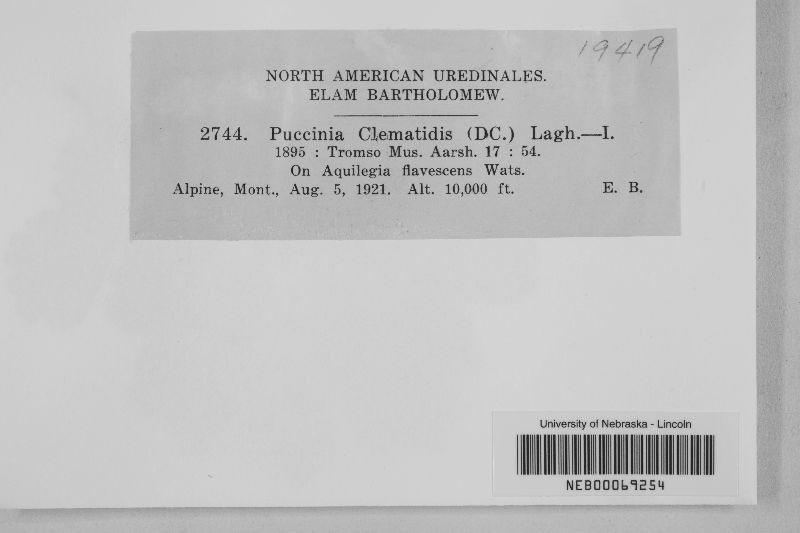 19419
NORTH AMERICAN UREDINALES.
ELAM BARTHOLOMEW.
2744. Puccinia Clematidis (DC.) Lagh.—I.
1895 : Tromso Mus. Aarsh. 17 : 54.
On Aquilegia flavescens Wats.
Alpine, Mont., Aug. 5, 1921. Alt. 10,000 ft. E. B.
University of Nebraska - Lincoln
NEB00069254